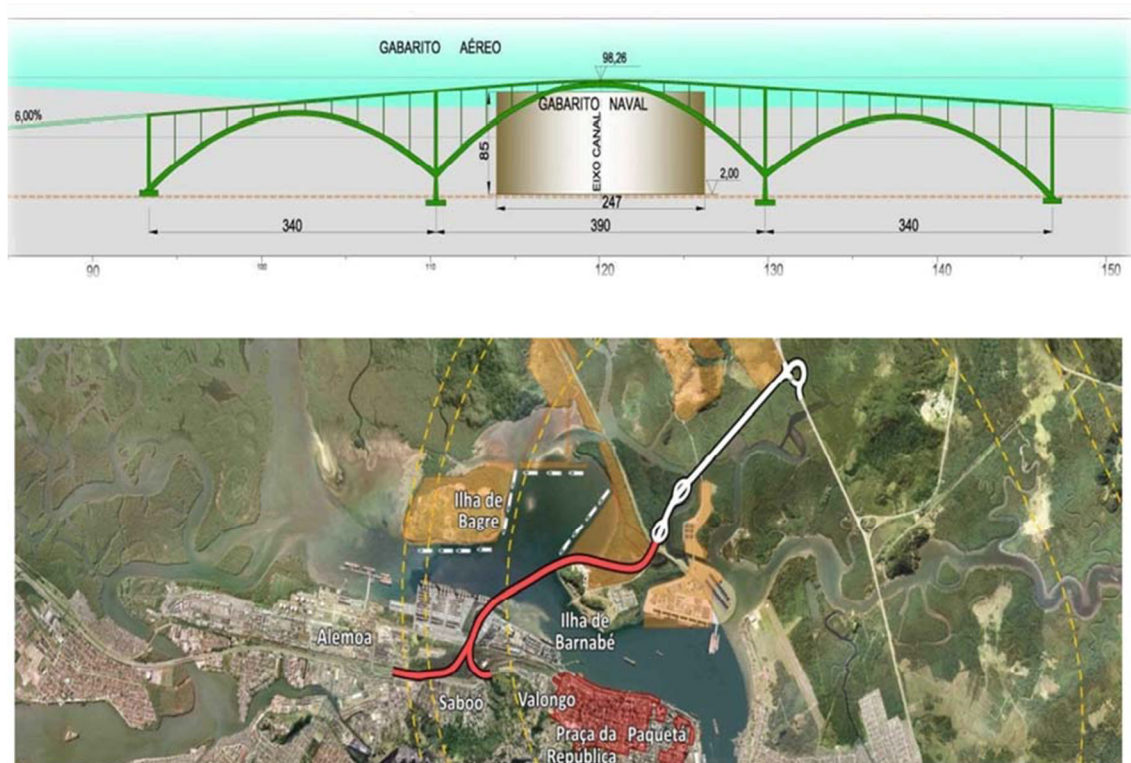 GABARITO AÉREO
98,26
6,00%
GABARITO NAVAL
85
EIXO CANAL
2,00
247
340
390
340
90
100
110
120
130
140
150
Ilha de
Bagre
Ilha de
Barnabé
Alemoa
Saboó
Valongo
Praça da
República
Paquetá